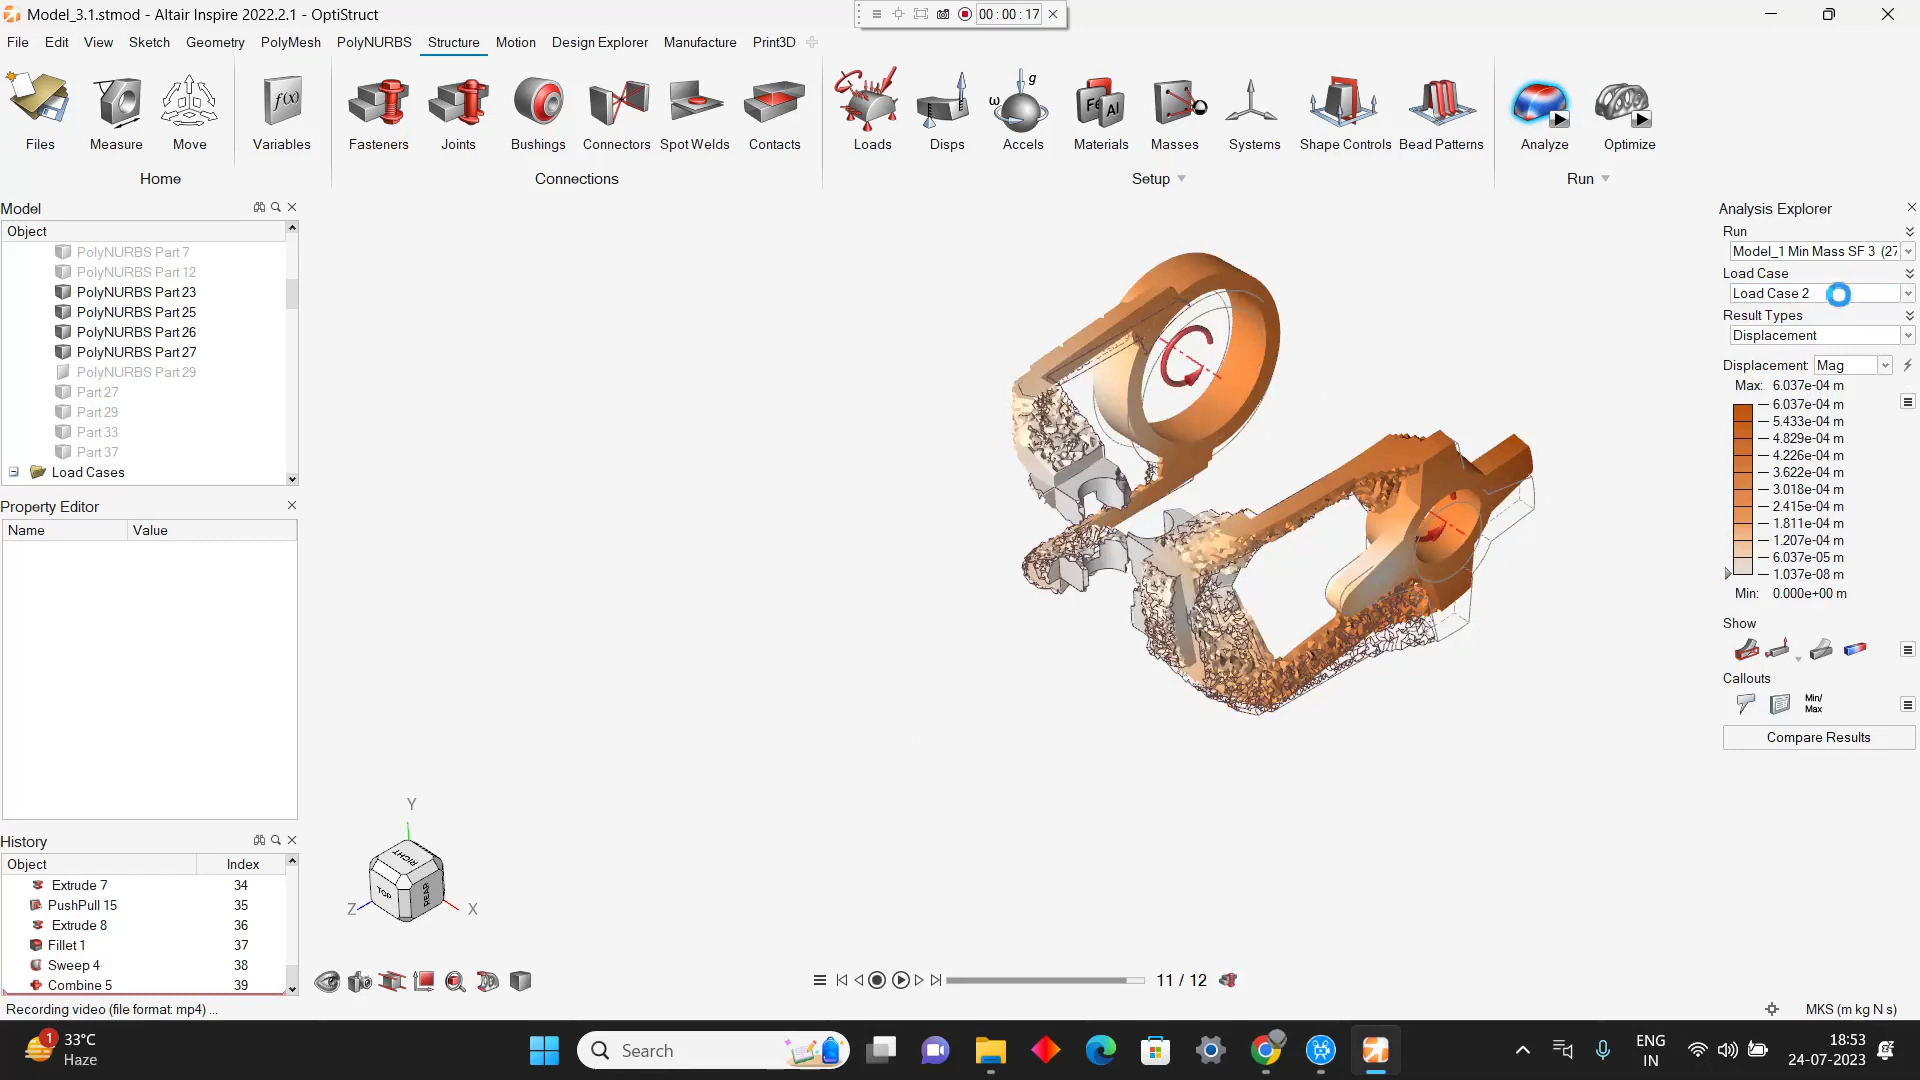 Model_3.1.stmod - Altair Inspire 2022.2.1 - OptiStruct
00 : 00 : 17
File Edit View Sketch Geometry PolyMesh PolyNURBS Structure Motion Design Explorer Manufacture Print3D
f(x)
Fe
Al
g
ω
Files Measure Move Variables Fasteners Joints Bushings Connectors Spot Welds Contacts Loads Disps Accels Materials Masses Systems Shape Controls Bead Patterns Analyze Optimize
Home Connections Setup Run
Model
Object
PolyNURBS Part 7
PolyNURBS Part 12
PolyNURBS Part 23
PolyNURBS Part 25
PolyNURBS Part 26
PolyNURBS Part 27
PolyNURBS Part 29
Part 27
Part 29
Part 33
Part 37
Load Cases
Property Editor
Name Value
History
Object Index
Extrude 7 34
PushPull 15 35
Extrude 8 36
Fillet 1 37
Sweep 4 38
Combine 5 39
Recording video (file format: mp4) ...
Y
Z
X
RIGHT
TOP
REAR
11 / 12
Analysis Explorer
Run
Model_1 Min Mass SF 3 (27
Load Case
Load Case 2
Result Types
Displacement
Displacement Mag
Max: 6.037e-04 m
6.037e-04 m
5.433e-04 m
4.829e-04 m
4.226e-04 m
3.622e-04 m
3.018e-04 m
2.415e-04 m
1.811e-04 m
1.207e-04 m
6.037e-05 m
1.037e-08 m
Min: 0.000e+00 m
Show
Callouts
Min/
Max
Compare Results
MKS (m kg N s)
1
33°C
Haze
Search
ENG
IN
18:53
24-07-2023